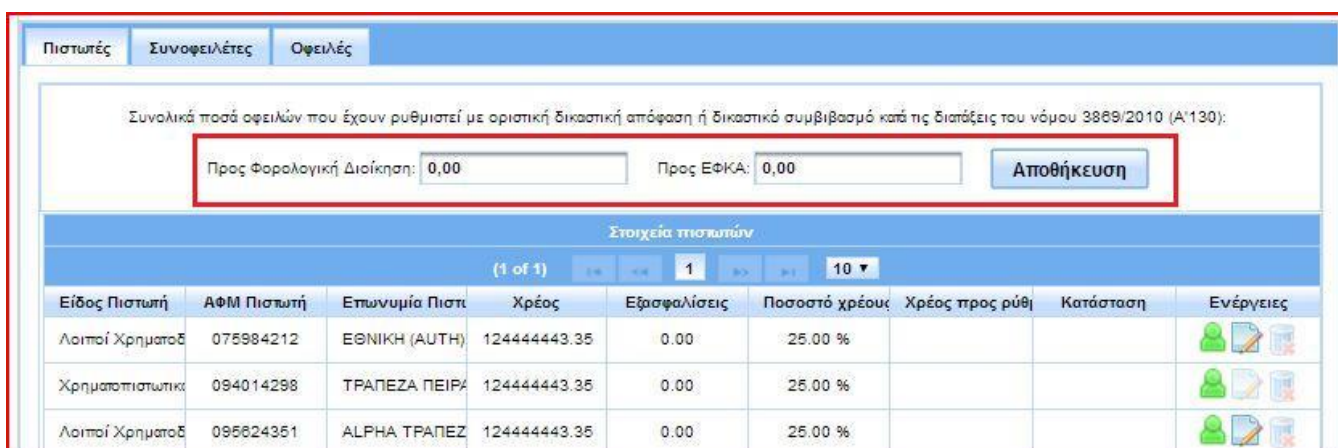 Πιστωτές Συνοφειλέτες Οφειλές
Συνολικά ποσά οφειλών που έχουν ρυθμιστεί με οριστική δικαστική απόφαση ή δικαστικό συμβιβασμό κατά τις διατάξεις του νόμου 3869/2010 (Α'130):
Προς Φορολογική Διοίκηση: 0,00 Προς ΕΦΚΑ: 0,00 Αποθήκευση
Στοιχεία πιστωτών
(1 of 1) 1 10
Είδος Πιστωτή ΑΦΜ Πιστωτή Επωνυμία Πιστι Χρέος Εξασφαλίσεις Ποσοστό χρέους Χρέος προς ρύθμ Κατάσταση Ενέργειες
Λοιποί Χρηματοδ 075984212 ΕΘΝΙΚΗ (AUTH) 124444443.35 0.00 25.00 %
Χρηματοπιστωτικα 094014298 ΤΡΑΠΕΖΑ ΠΕΙΡΑ 124444443.35 0.00 25.00 %
Λοιποί Χρηματοδ 095624351 ALPHA ΤΡΑΠΕΖ 124444443.35 0.00 25.00 %